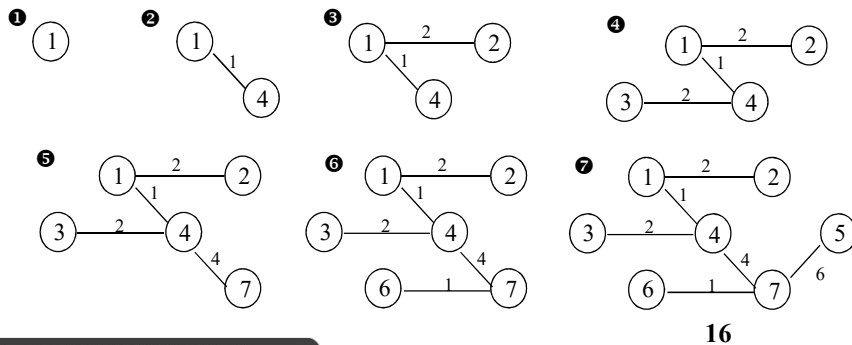 ❶ ❷ ❸ ❹
1 1 1 2 2 1 2 2
1 1 1
4 4 3 2 4
❺ ❻ ❼
1 2 2 1 2 2 1 2 2
1 1 1
3 2 4 3 2 4 3 2 4 5
4 4 4 6
7 6 1 7 6 1 7
16